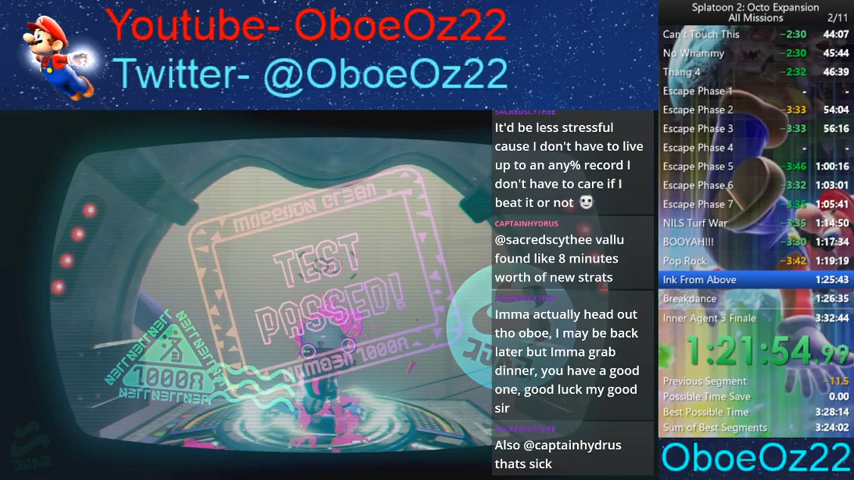 Youtube- OboeOz22
Twitter- @OboeOz22
TEST
PASSED!
1000A
SACREDSCYTHEE
It'd be less stressful
cause I don't have to live
up to an any% record I
don't have to care if I
beat it or not
CAPTAINHYDRUS
@sacredscythee vallu
found like 8 minutes
worth of new strats
SACREDSCYTHEE
Imma actually head out
tho oboe, I may be back
later but Imma grab
dinner, you have a good
one, good luck my good
sir
SACREDSCYTHEE
Also @captainhydrus
thats sick
Splatoon 2: Octo Expansion
All Missions 2/11
Can't Touch This -2:30 44:07
No Whammy -2:30 45:44
Thang 4 -2:32 46:39
Escape Phase 1 - -
Escape Phase 2 -3:33 54:04
Escape Phase 3 -3:33 56:16
Escape Phase 4 - -
Escape Phase 5 -3:46 1:00:16
Escape Phase 6 -3:32 1:03:01
Escape Phase 7 1:05:41
NILS Turf War -3:35 1:14:50
BOOYAH!!! -3:30 1:17:34
Pop Rock -3:42 1:19:19
Ink From Above 1:25:43
Breakdance 1:26:35
Inner Agent 3 Finale 3:32:44
1:21:54.99
Previous Segment -11.5
Possible Time Save 0.00
Best Possible Time 3:28:14
Sum of Best Segments 3:24:02
OboeOz22